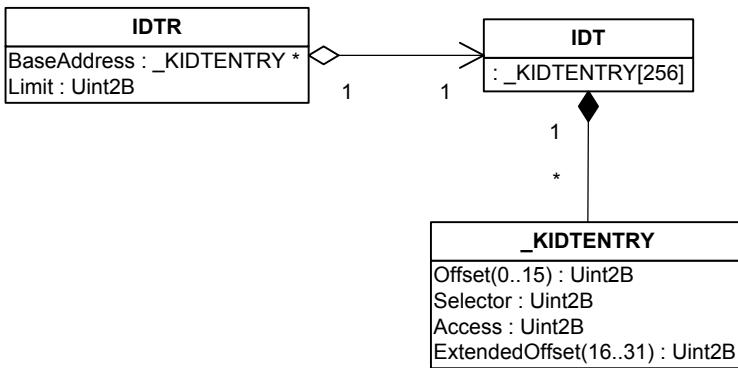 IDTR
BaseAddress : _KIDTENTRY *
Limit : Uint2B
1
1
IDT
: _KIDTENTRY[256]
1
*
_KIDTENTRY
Offset(0..15) : Uint2B
Selector : Uint2B
Access : Uint2B
ExtendedOffset(16..31) : Uint2B